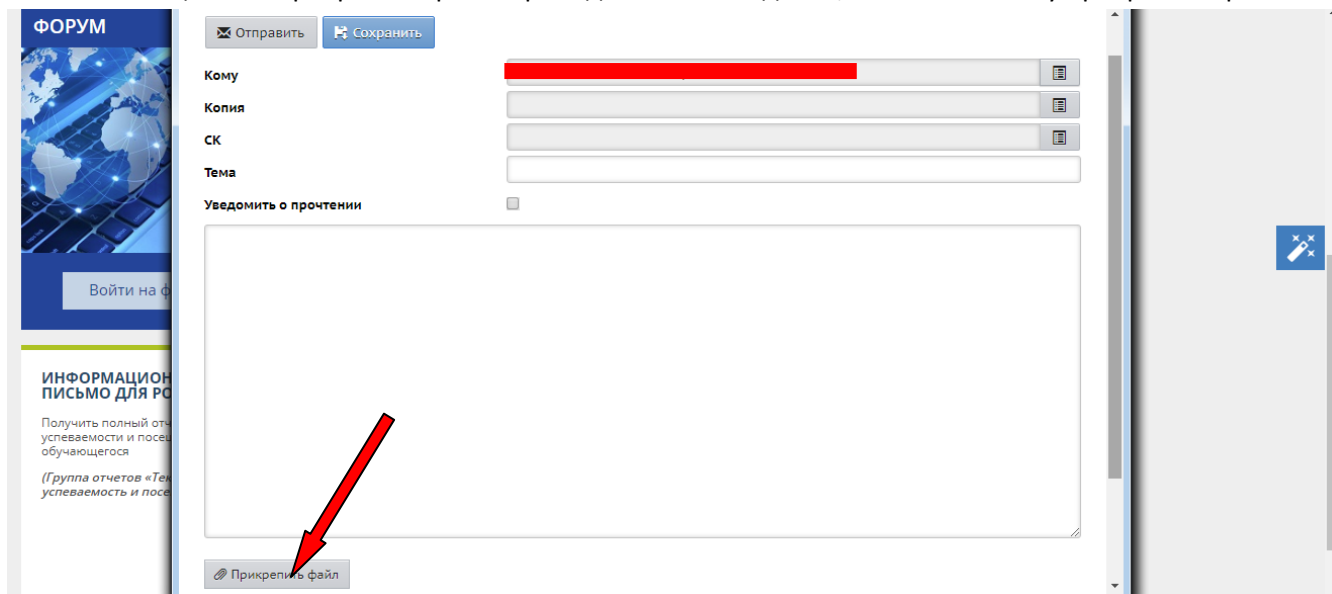 ФОРУМ
Отправить
Сохранить
Кому
Копия
СК
Тема
Уведомить о прочтении
Войти на ф
ИНФОРМАЦИОН
ПИСЬМО ДЛЯ РО
Получить полный отч
успеваемости и посещ
обучающегося
(Группа отчетов «Тек
успеваемость и посе
Прикрепить файл